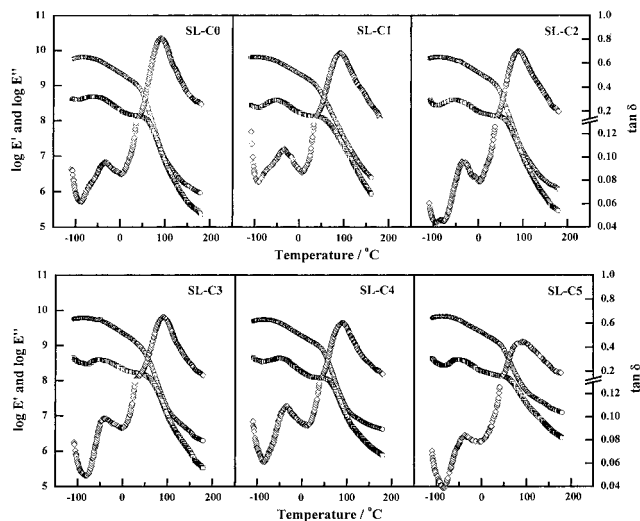 SL-C0 SL-C1 SL-C2
11 10 9 8 7 6 5
log E' and log E''
1.0 0.8 0.6 0.4 0.2 0.12 0.10 0.08 0.06 0.04
tan δ
-100 0 100 200 -100 0 100 200 -100 0 100 200
Temperature / °C
SL-C3 SL-C4 SL-C5
11 10 9 8 7 6 5
log E' and log E''
1.0 0.8 0.6 0.4 0.2 0.12 0.10 0.08 0.06 0.04
tan δ
-100 0 100 200 -100 0 100 200 -100 0 100 200
Temperature / °C